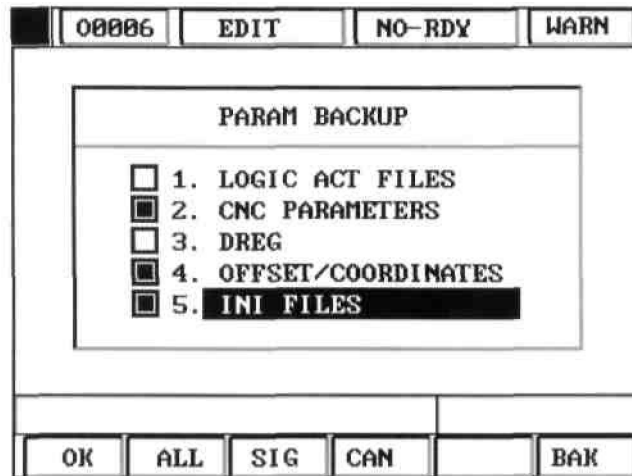 O0006 EDIT NO-RDY WARN
PARAM BACKUP
1. LOGIC ACT FILES
2. CNC PARAMETERS
3. DREG
4. OFFSET/COORDINATES
5. INI FILES
OK ALL SIG CAN BAK